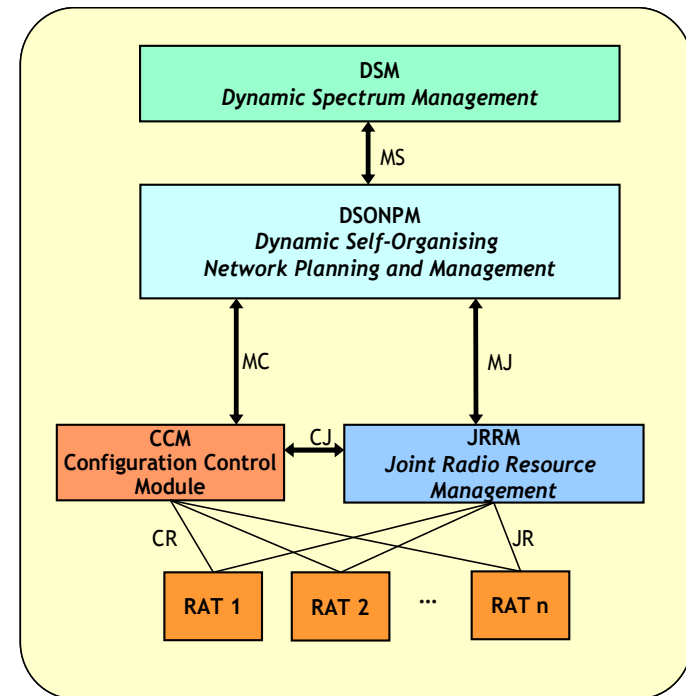 DSM
Dynamic Spectrum Management
MS
DSONPM
Dynamic Self-Organising
Network Planning and Management
MC
MJ
CCM
Configuration Control
Module
CJ
JRRM
Joint Radio Resource
Management
CR
JR
RAT 1
RAT 2
...
RAT n